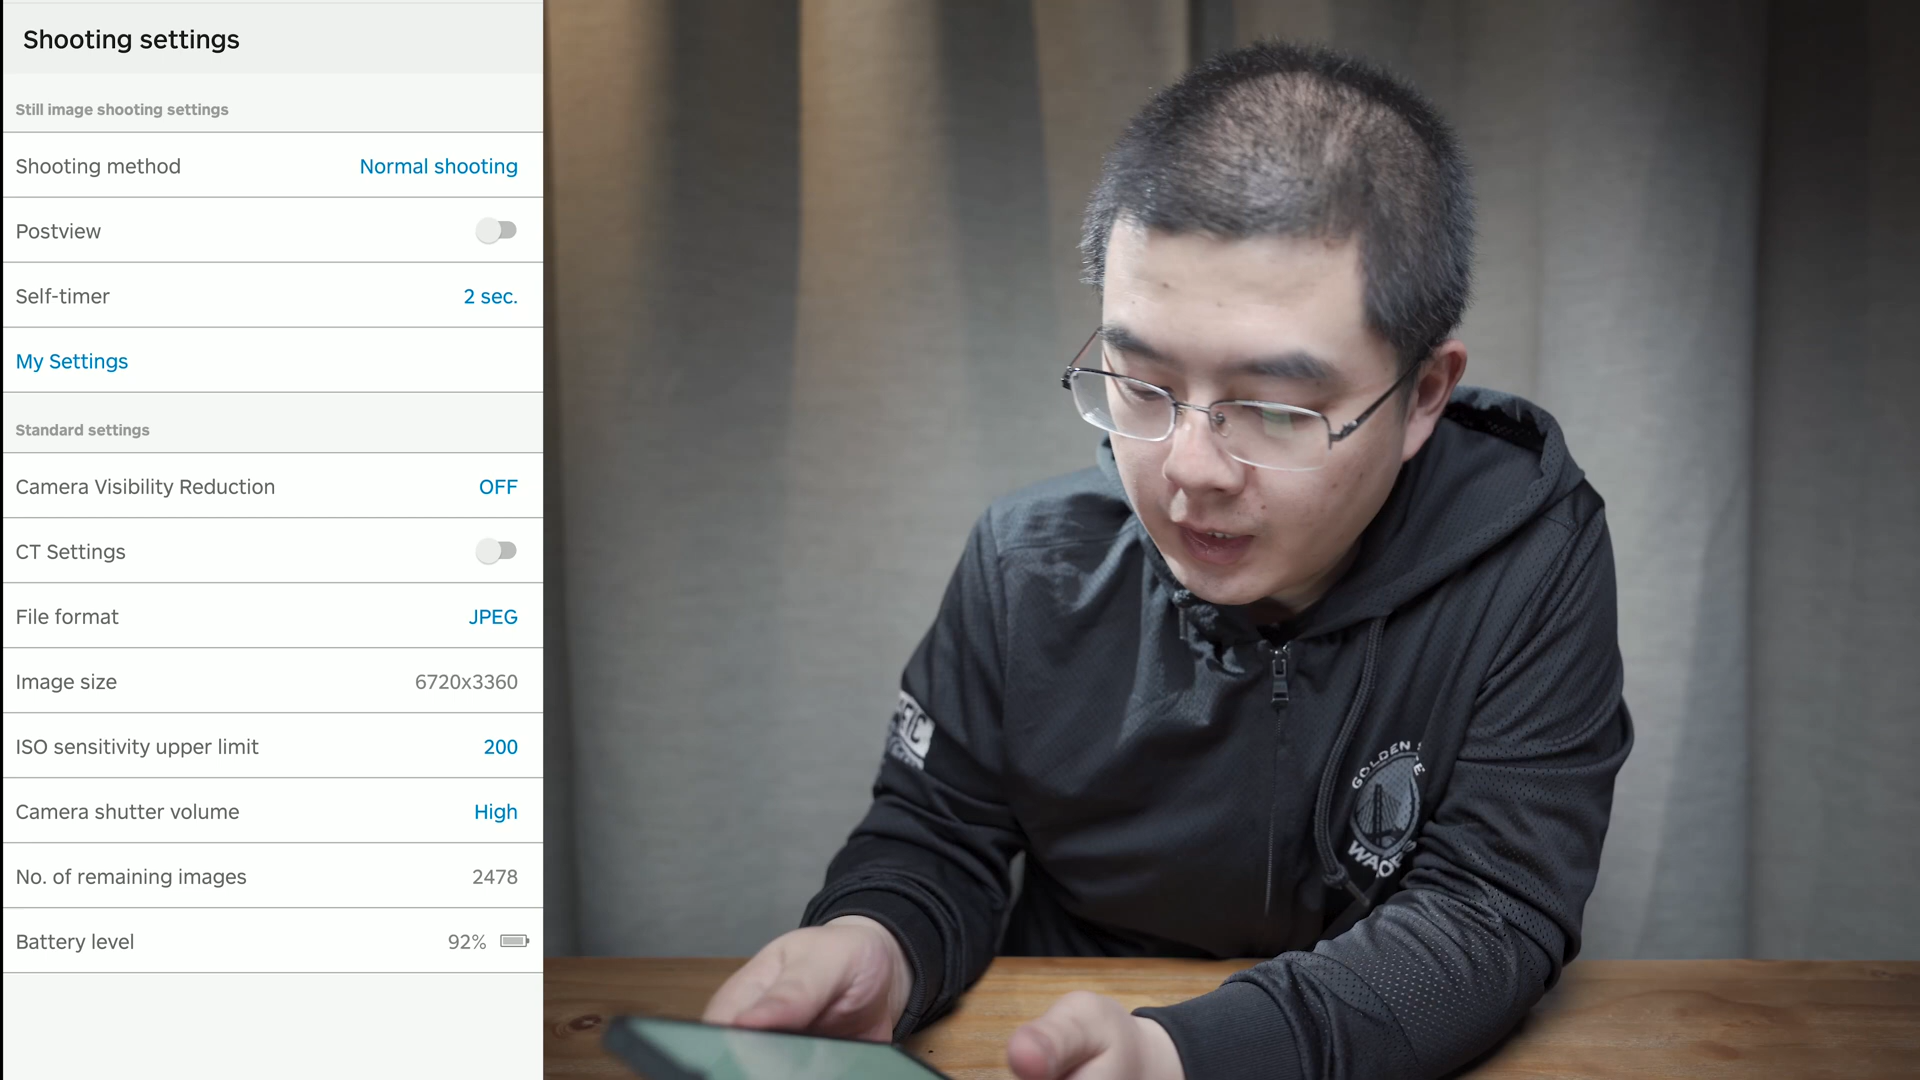 Shooting settings
Still image shooting settings
Shooting method Normal shooting
Postview
Self-timer 2 sec.
My Settings
Standard settings
Camera Visibility Reduction OFF
CT Settings
File format JPEG
Image size 6720x3360
ISO sensitivity upper limit 200
Camera shutter volume High
No. of remaining images 2478
Battery level 92%
GOLDEN